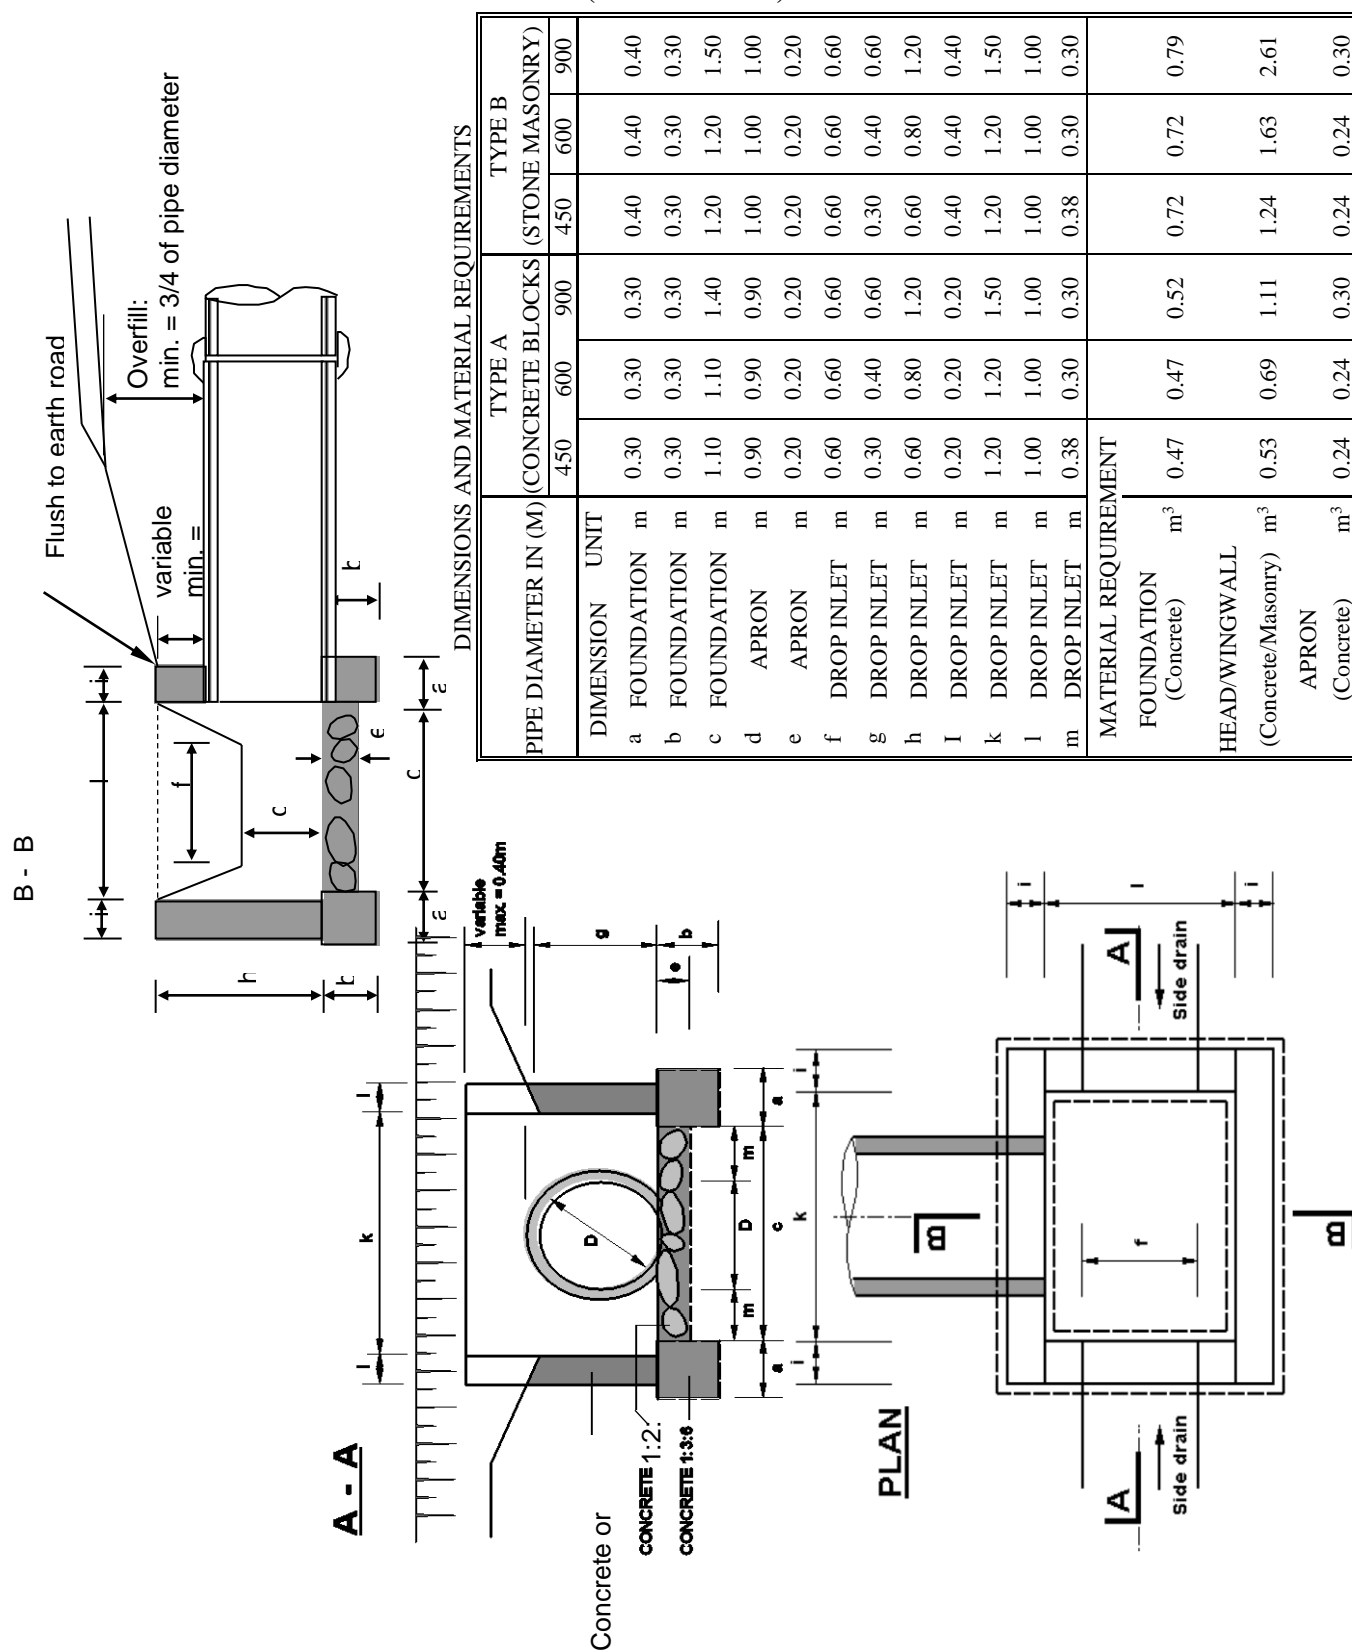 B - B
Flush to earth road
variable
min. =
Overfill:
min. = 3/4 of pipe diameter
f
e
A - A
variable
max. = 0.40m
l k l
g
b
e
D
m D m
a c a
Concrete or
CONCRETE 1:2:
CONCRETE 1:3:6
PLAN
i k i
i
l
i
f
A A
B B
Side drain
Side drain
DIMENSIONS AND MATERIAL REQUIREMENTS
PIPE DIAMETER IN (M) TYPE A (CONCRETE BLOCKS TYPE B (STONE MASONRY)
450 600 900 450 600 900
DIMENSION UNIT
a FOUNDATION m 0.30 0.30 0.30 0.40 0.40 0.40
b FOUNDATION m 0.30 0.30 0.30 0.30 0.30 0.30
c FOUNDATION m 1.10 1.10 1.40 1.20 1.20 1.50
d APRON m 0.90 0.90 0.90 1.00 1.00 1.00
e APRON m 0.20 0.20 0.20 0.20 0.20 0.20
f DROP INLET m 0.60 0.60 0.60 0.60 0.60 0.60
g DROP INLET m 0.30 0.40 0.60 0.30 0.40 0.60
h DROP INLET m 0.60 0.80 1.20 0.60 0.80 1.20
I DROP INLET m 0.20 0.20 0.20 0.40 0.40 0.40
k DROP INLET m 1.20 1.20 1.50 1.20 1.20 1.50
l DROP INLET m 1.00 1.00 1.00 1.00 1.00 1.00
m DROP INLET m 0.38 0.30 0.30 0.38 0.30 0.30
MATERIAL REQUIREMENT
FOUNDATION
(Concrete) m³ 0.47 0.47 0.52 0.72 0.72 0.79
HEAD/WINGWALL
(Concrete/Masonry) m³ 0.53 0.69 1.11 1.24 1.63 2.61
APRON
(Concrete) m³ 0.24 0.24 0.30 0.24 0.24 0.30